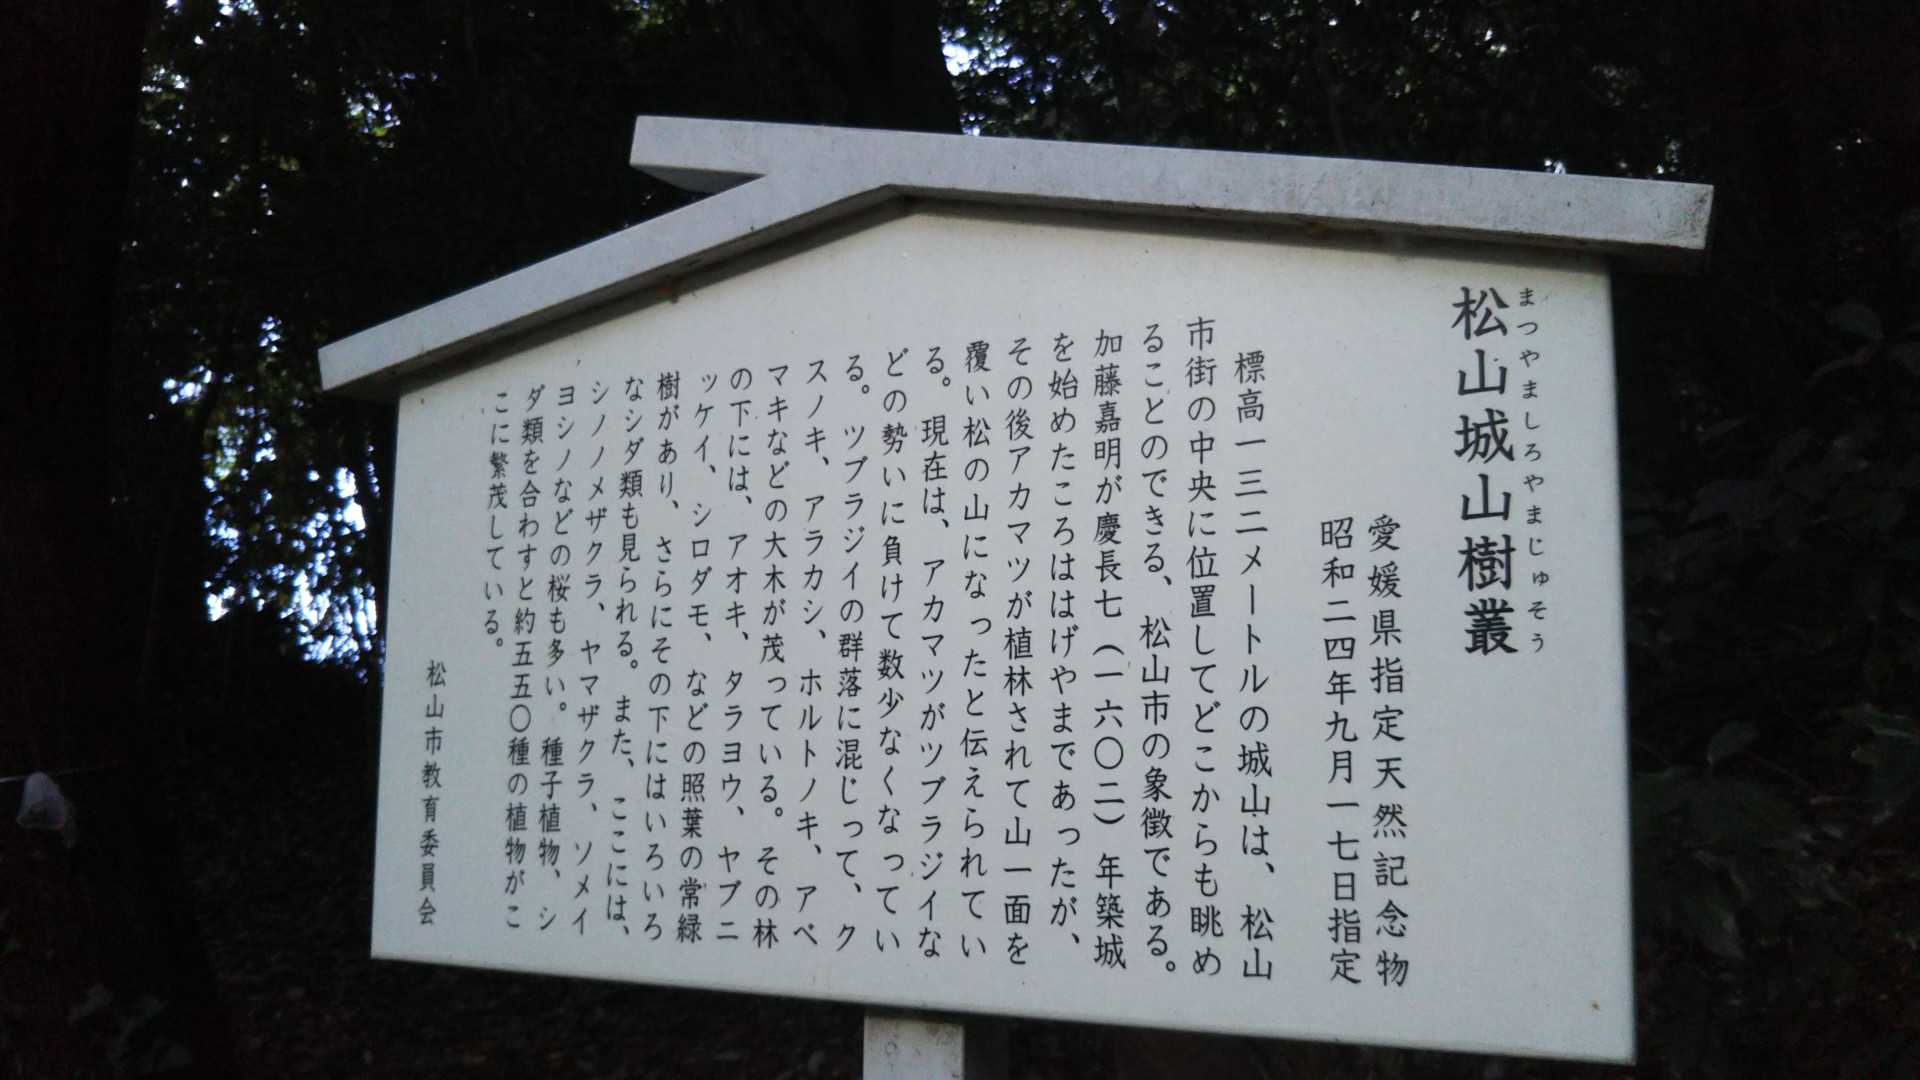 松山城山樹叢
まつやましろやまじゅそう
愛媛県指定天然記念物
昭和二四年九月一七日指定
標高一三二メートルの城山は、松山
市街の中央に位置してどこからも眺め
ることのできる、松山市の象徴である。
加藤嘉明が慶長七（一六〇二）年築城
を始めたころははげやまであったが、
その後アカマツが植林されて山一面を
覆い松の山になったと伝えられてい
る。現在は、アカマツがツブラジイな
どの勢いに負けて数少なくなってい
る。ツブラジイの群落に混じって、ク
スノキ、アラカシ、ホルトノキ、アベ
マキなどの大木が茂っている。その林
の下には、アオキ、タラヨウ、ヤブニ
ッケイ、シロダモ、などの照葉の常緑
樹があり、さらにその下にはいろいろ
なシダ類も見られる。また、ここには、
シノノメザクラ、ヤマザクラ、ソメイ
ヨシノなどの桜も多い。種子植物、シ
ダ類を合わすと約五五〇種の植物がこ
こに繁茂している。
松山市教育委員会